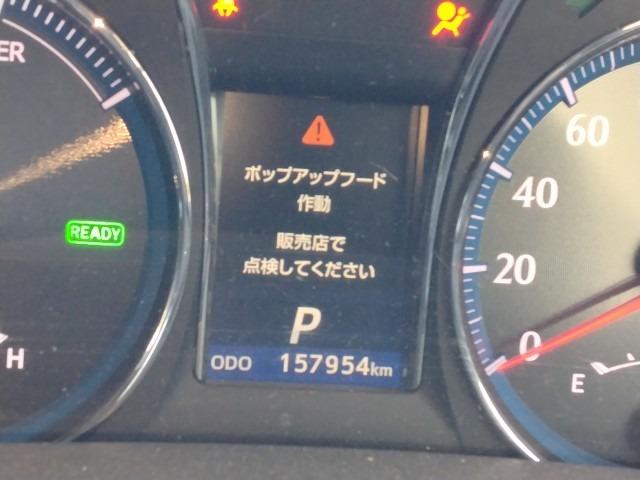 ER
ポップアップフード
作動
販売店で
点検してください
READY
P
ODO 157954km
H
60
40
20
0
E